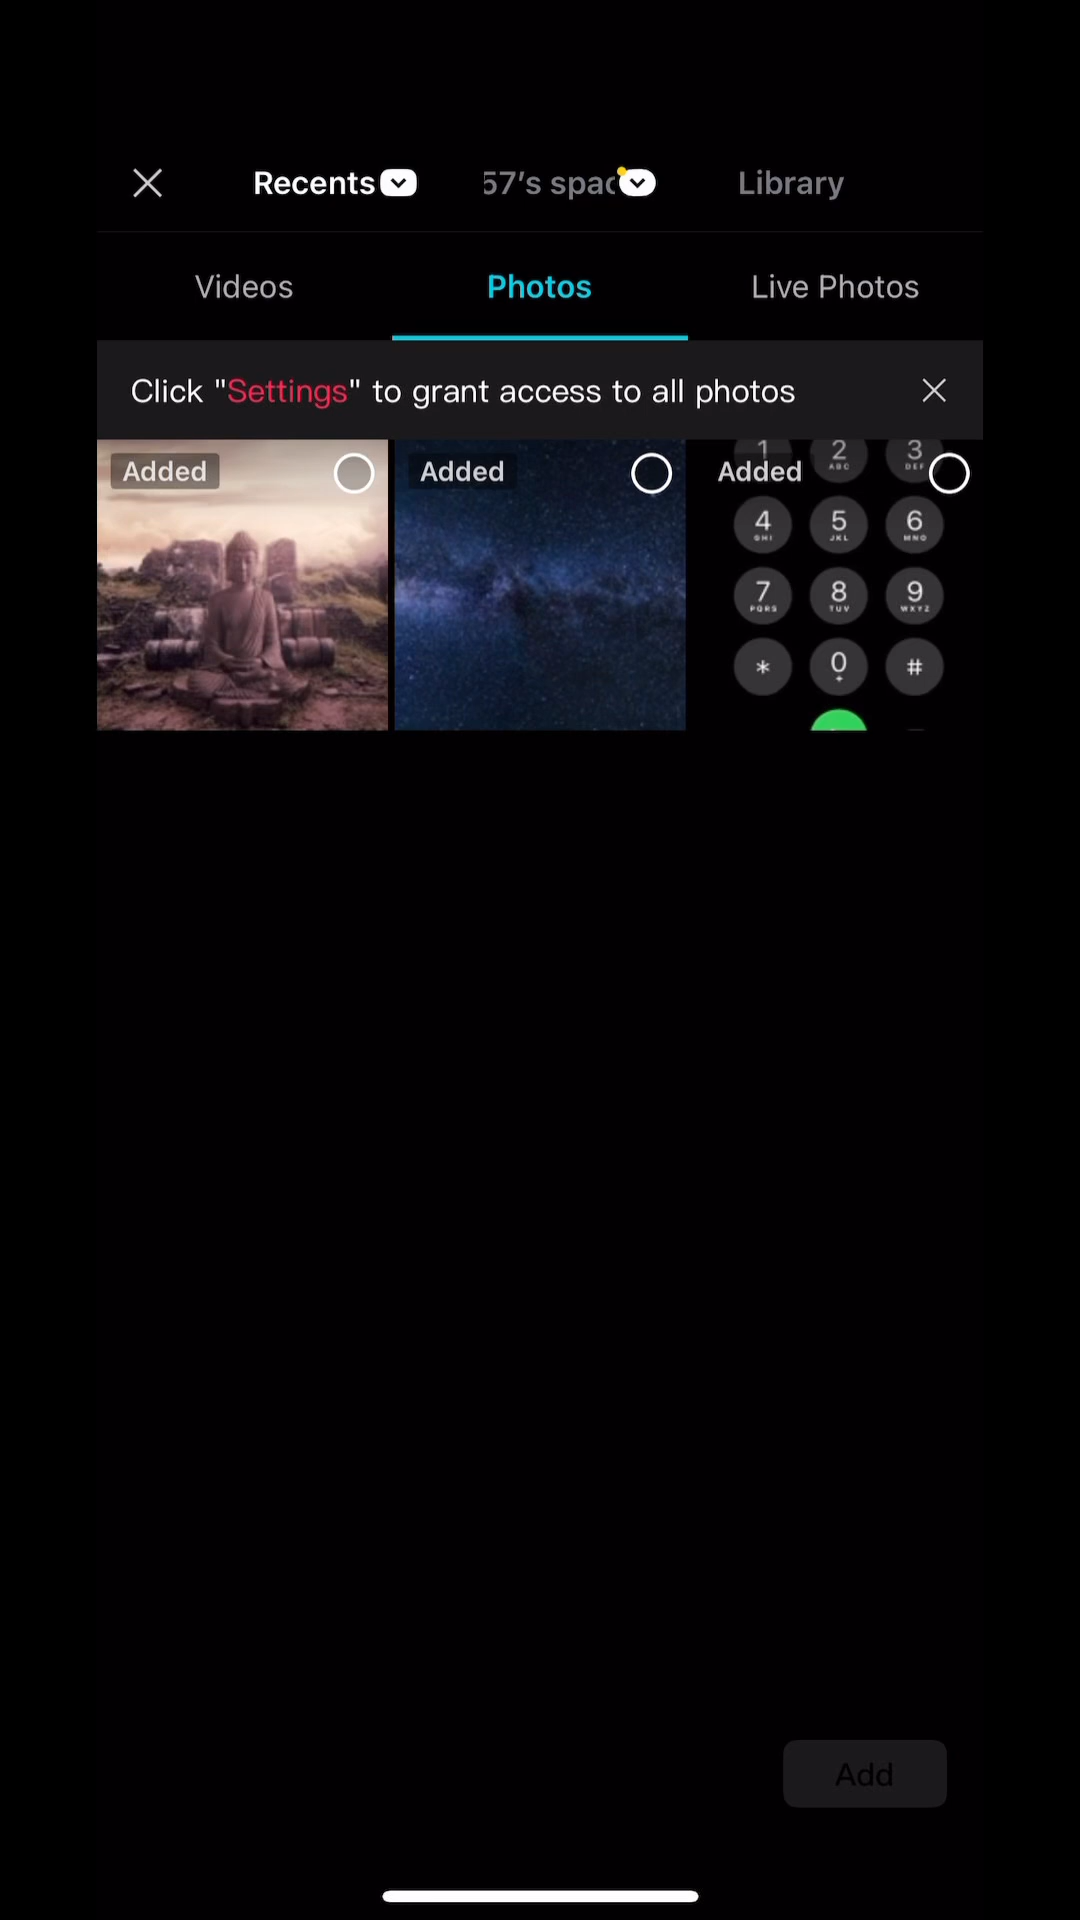 Recents
57's spac
Library
Videos
Photos
Live Photos
Click "Settings" to grant access to all photos
Added
Added
Added
1
2
3
ABC
DEF
4
5
6
GHI
JKL
MNO
7
8
9
PQRS
TUV
WXYZ
*
0
#
+
Add